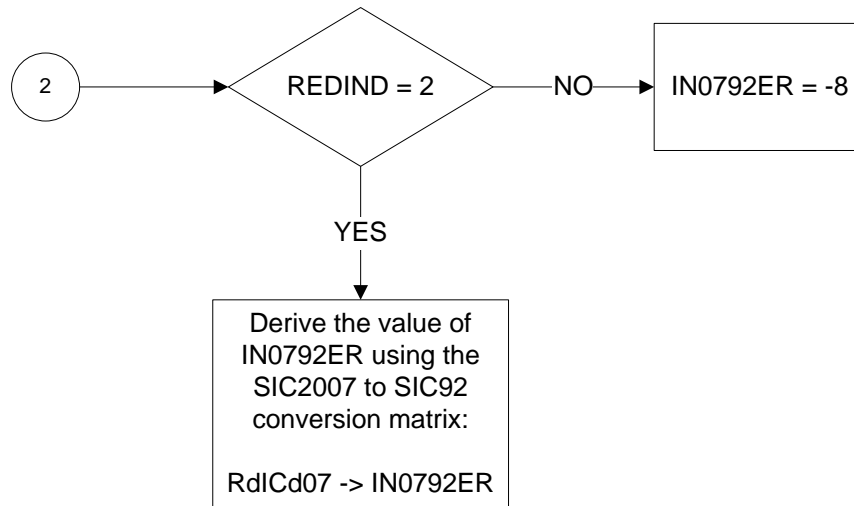 2
REDIND = 2
NO
IN0792ER = -8
YES
Derive the value of
IN0792ER using the
SIC2007 to SIC92
conversion matrix:
RdICd07 -> IN0792ER